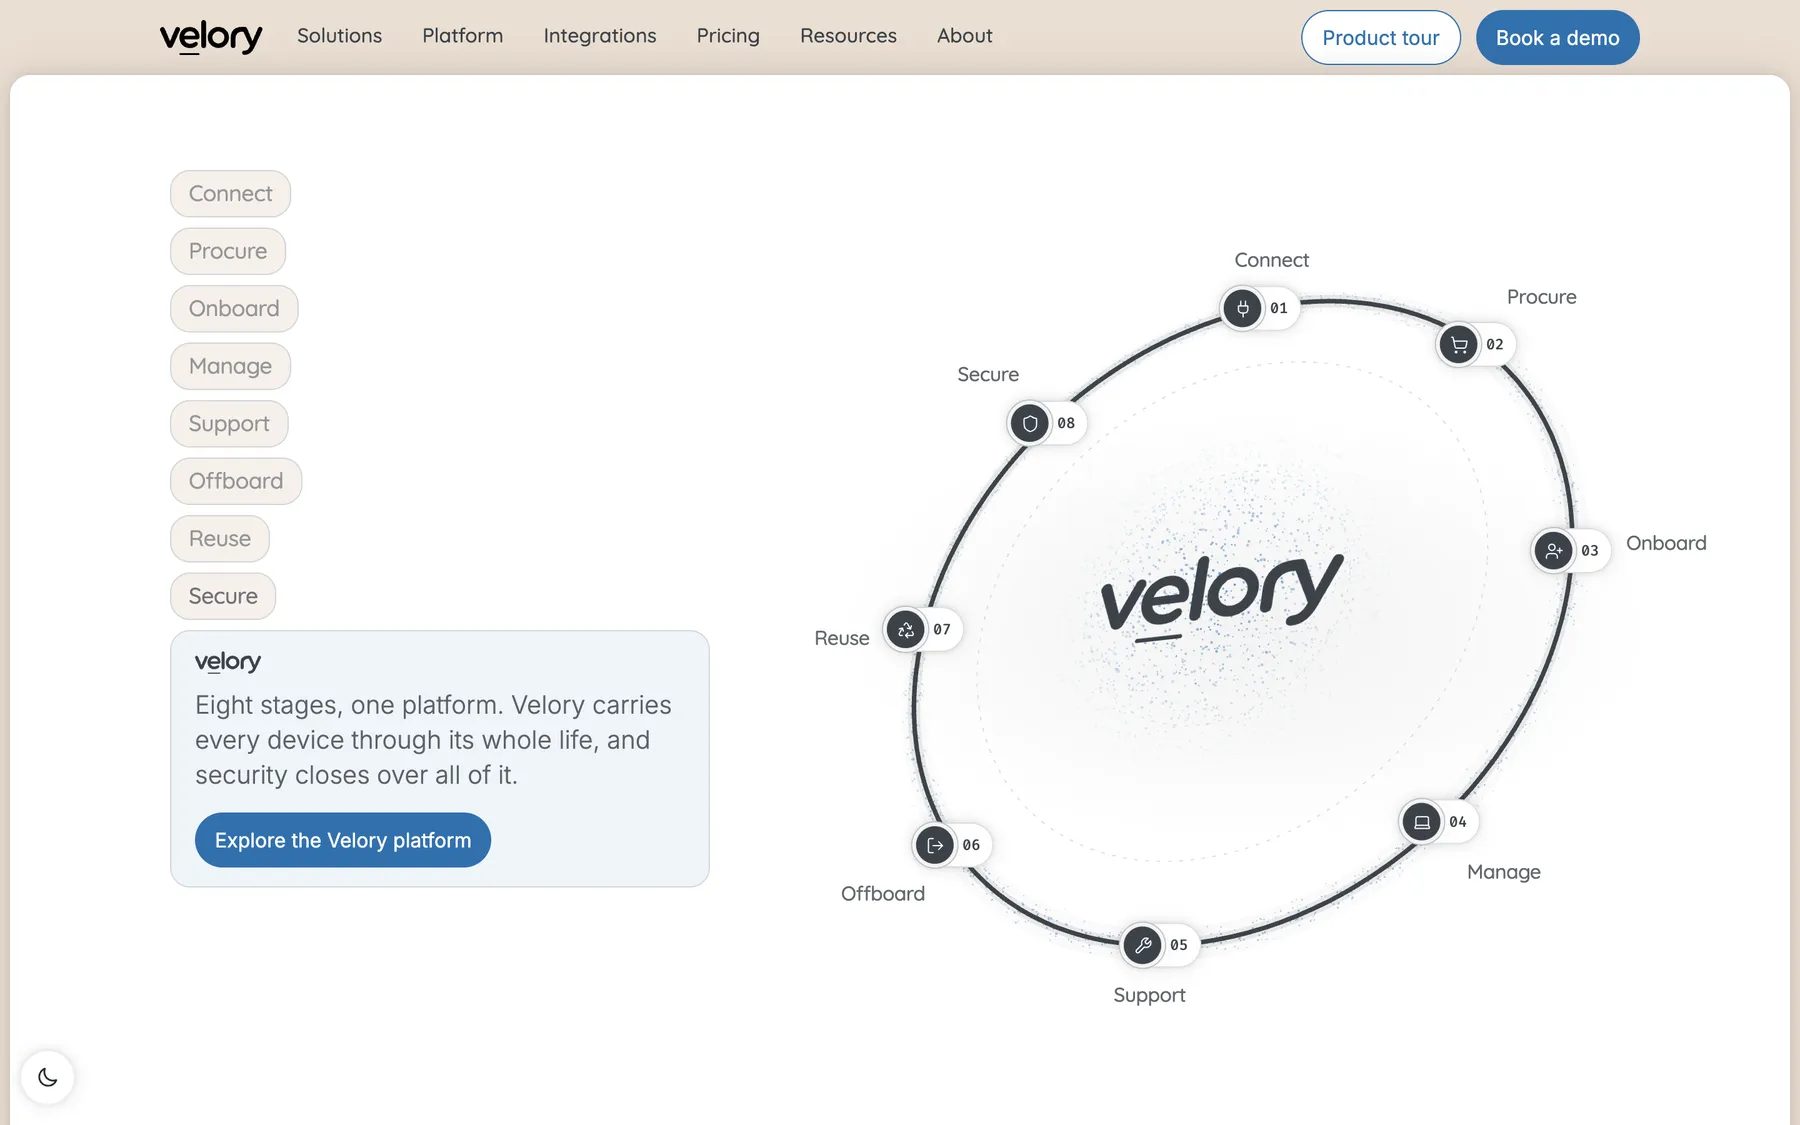 velory
Solutions
Platform
Integrations
Pricing
Resources
About
Product tour
Book a demo
Connect
Procure
Onboard
Manage
Support
Offboard
Reuse
Secure
velory
Eight stages, one platform. Velory carries
every device through its whole life, and
security closes over all of it.
Explore the Velory platform
Connect
01
Procure
02
Onboard
03
Manage
04
Support
05
Offboard
06
Reuse
07
Secure
08
velory